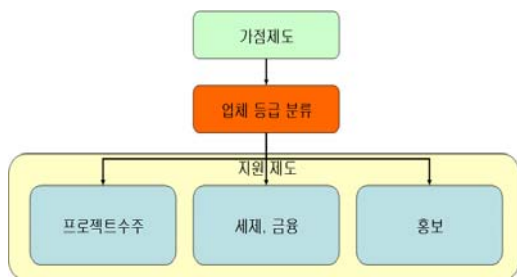 가점제도
업체 등급 분류
지원 제도
프로젝트수주
세제, 금융
홍보